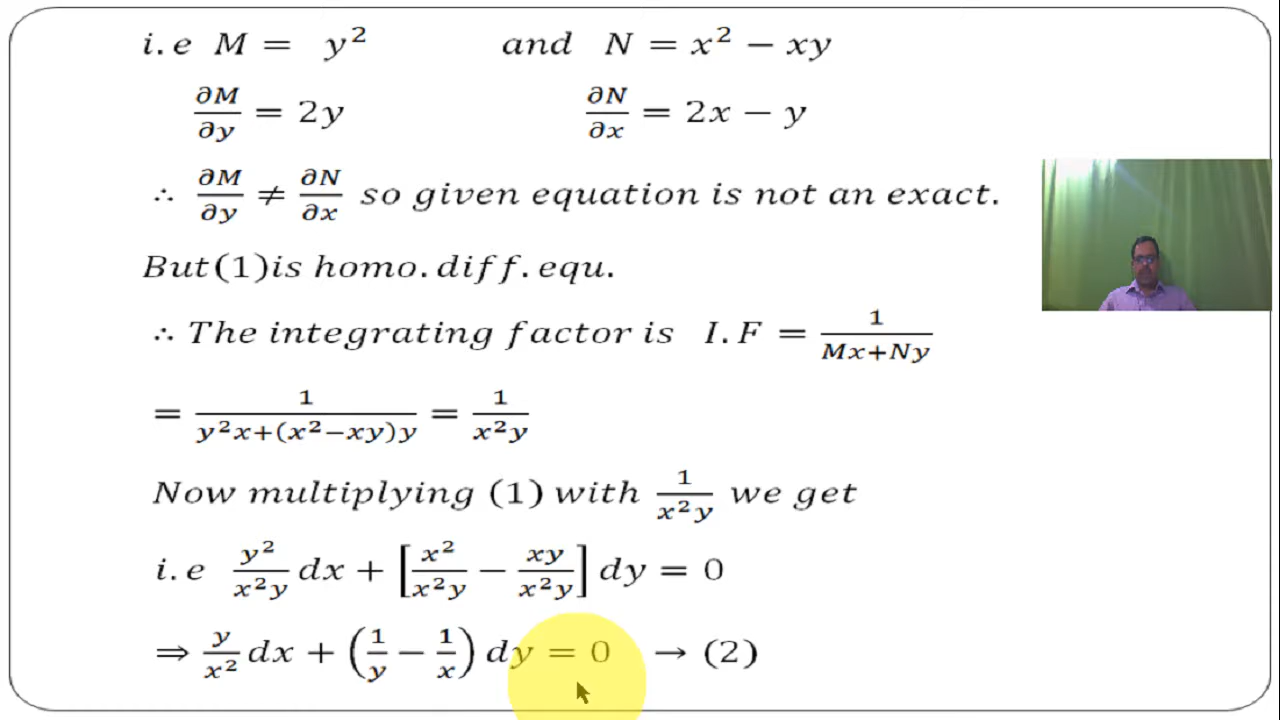 i.e M = y² and N = x² − xy
∂M/∂y = 2y ∂N/∂x = 2x − y
∴ ∂M/∂y ≠ ∂N/∂x so given equation is not an exact.
But(1)is homo.diff.equ.
∴ The integrating factor is I.F = 1/(Mx+Ny)
= 1/(y²x+(x²−xy)y) = 1/(x²y)
Now multiplying (1) with 1/(x²y) we get
i.e y²/(x²y) dx + [x²/(x²y) − xy/(x²y)] dy = 0
⇒ y/x² dx + (1/y − 1/x) dy = 0 → (2)